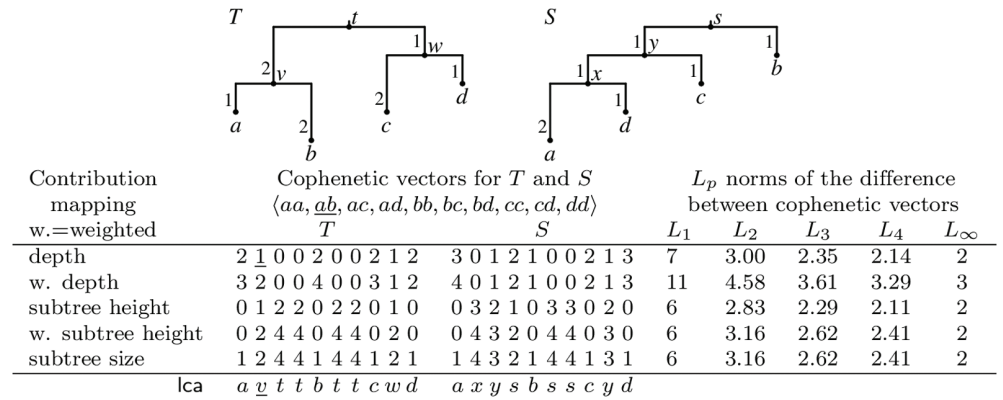 T t S s
1 w 1 y 1
2 v 1 1 x 1 b
1 2 d 1 c
a 2 c 2 d
b a
Contribution Cophenetic vectors for T and S Lp norms of the difference
mapping ⟨aa, ab, ac, ad, bb, bc, bd, cc, cd, dd⟩ between cophenetic vectors
w.=weighted T S L1 L2 L3 L4 L∞
depth 2 1 0 0 2 0 0 2 1 2 3 0 1 2 1 0 0 2 1 3 7 3.00 2.35 2.14 2
w. depth 3 2 0 0 4 0 0 3 1 2 4 0 1 2 1 0 0 2 1 3 11 4.58 3.61 3.29 3
subtree height 0 1 2 2 0 2 2 0 1 0 0 3 2 1 0 3 3 0 2 0 6 2.83 2.29 2.11 2
w. subtree height 0 2 4 4 0 4 4 0 2 0 0 4 3 2 0 4 4 0 3 0 6 3.16 2.62 2.41 2
subtree size 1 2 4 4 1 4 4 1 2 1 1 4 3 2 1 4 4 1 3 1 6 3.16 2.62 2.41 2
lca a v t t b t t c w d a x y s b s s c y d